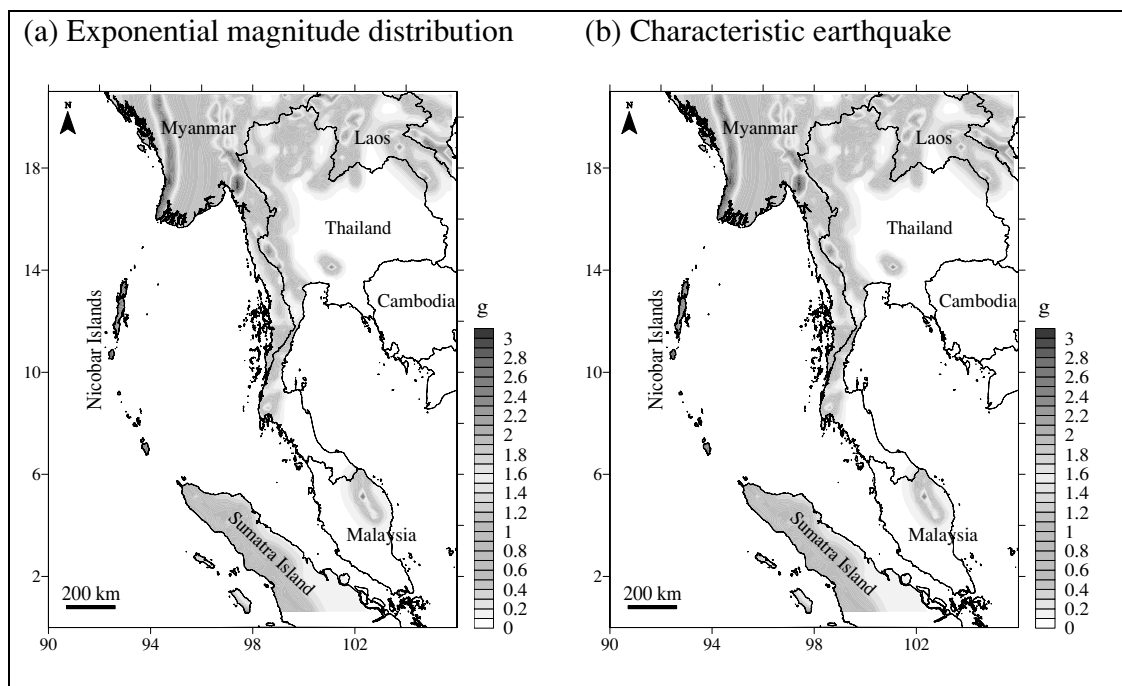 (a) Exponential magnitude distribution
(b) Characteristic earthquake
N
Myanmar
Laos
Thailand
Cambodia
Nicobar Islands
Sumatra Island
Malaysia
200 km
18
14
10
6
2
90
94
98
102
g
3
2.8
2.6
2.4
2.2
2
1.8
1.6
1.4
1.2
1
0.8
0.6
0.4
0.2
0
N
Myanmar
Laos
Thailand
Cambodia
Nicobar Islands
Sumatra Island
Malaysia
200 km
18
14
10
6
2
90
94
98
102
g
3
2.8
2.6
2.4
2.2
2
1.8
1.6
1.4
1.2
1
0.8
0.6
0.4
0.2
0